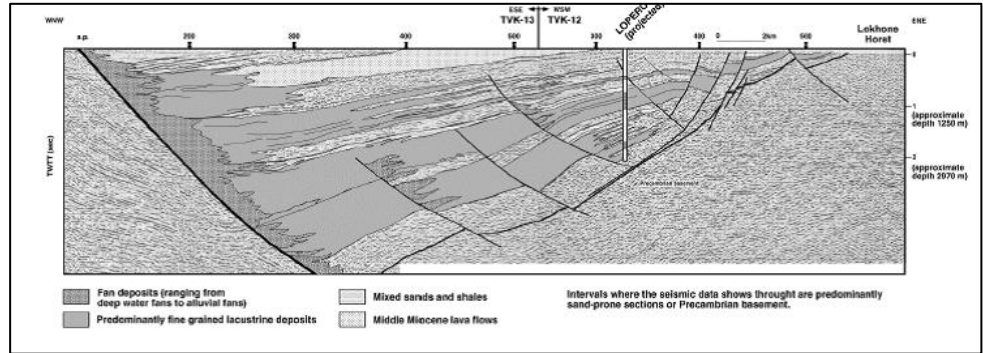 WNW
ESE WSM
TVK-13 TVK-12
LOPEROT
(projected)
ENE
Lokhone
Horst
s.p.
200
300
400
500
300
400
500
0
2km
0
1
(approximate
depth 1250 m)
2
(approximate
depth 2970 m)
TWTT (sec)
Precambrian basement
Fan deposits (ranging from
deep water fans to alluvial fans)
Predominantly fine grained lacustrine deposits
Mixed sands and shales
Middle Miocene lava flows
Intervals where the seismic data shows throught are predominantly
sand-prone sections or Precambrian basement.